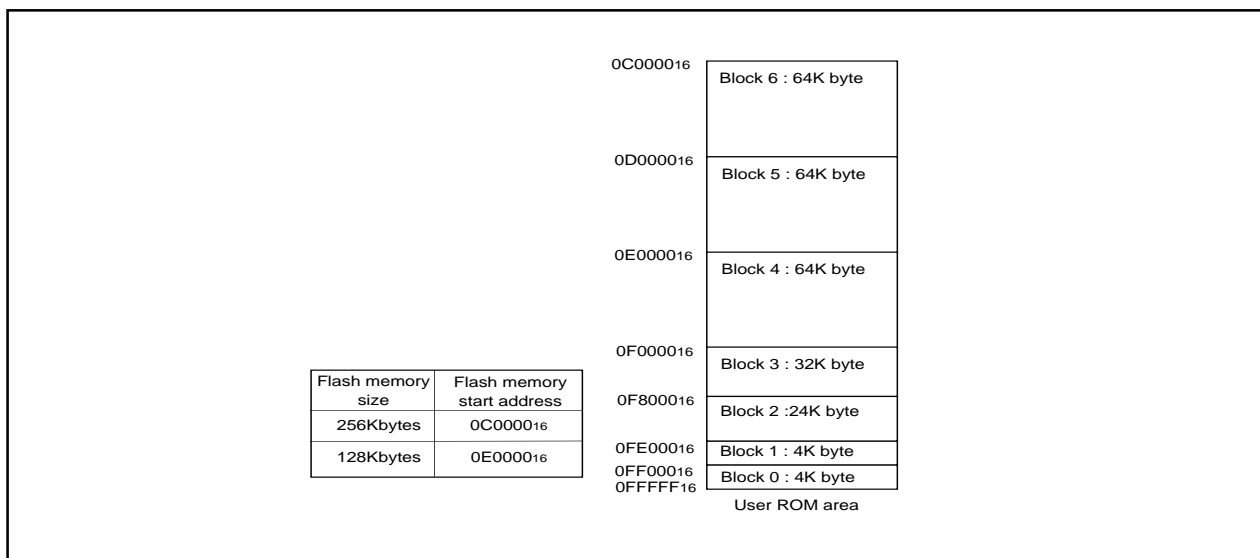 0C000016
Block 6 : 64K byte
0D000016
Block 5 : 64K byte
0E000016
Block 4 : 64K byte
0F000016
Block 3 : 32K byte
0F800016
Block 2 :24K byte
0FE00016
Block 1 : 4K byte
0FF00016
Block 0 : 4K byte
0FFFFF16
User ROM area
Flash memory size
Flash memory start address
256Kbytes 0C000016
128Kbytes 0E000016